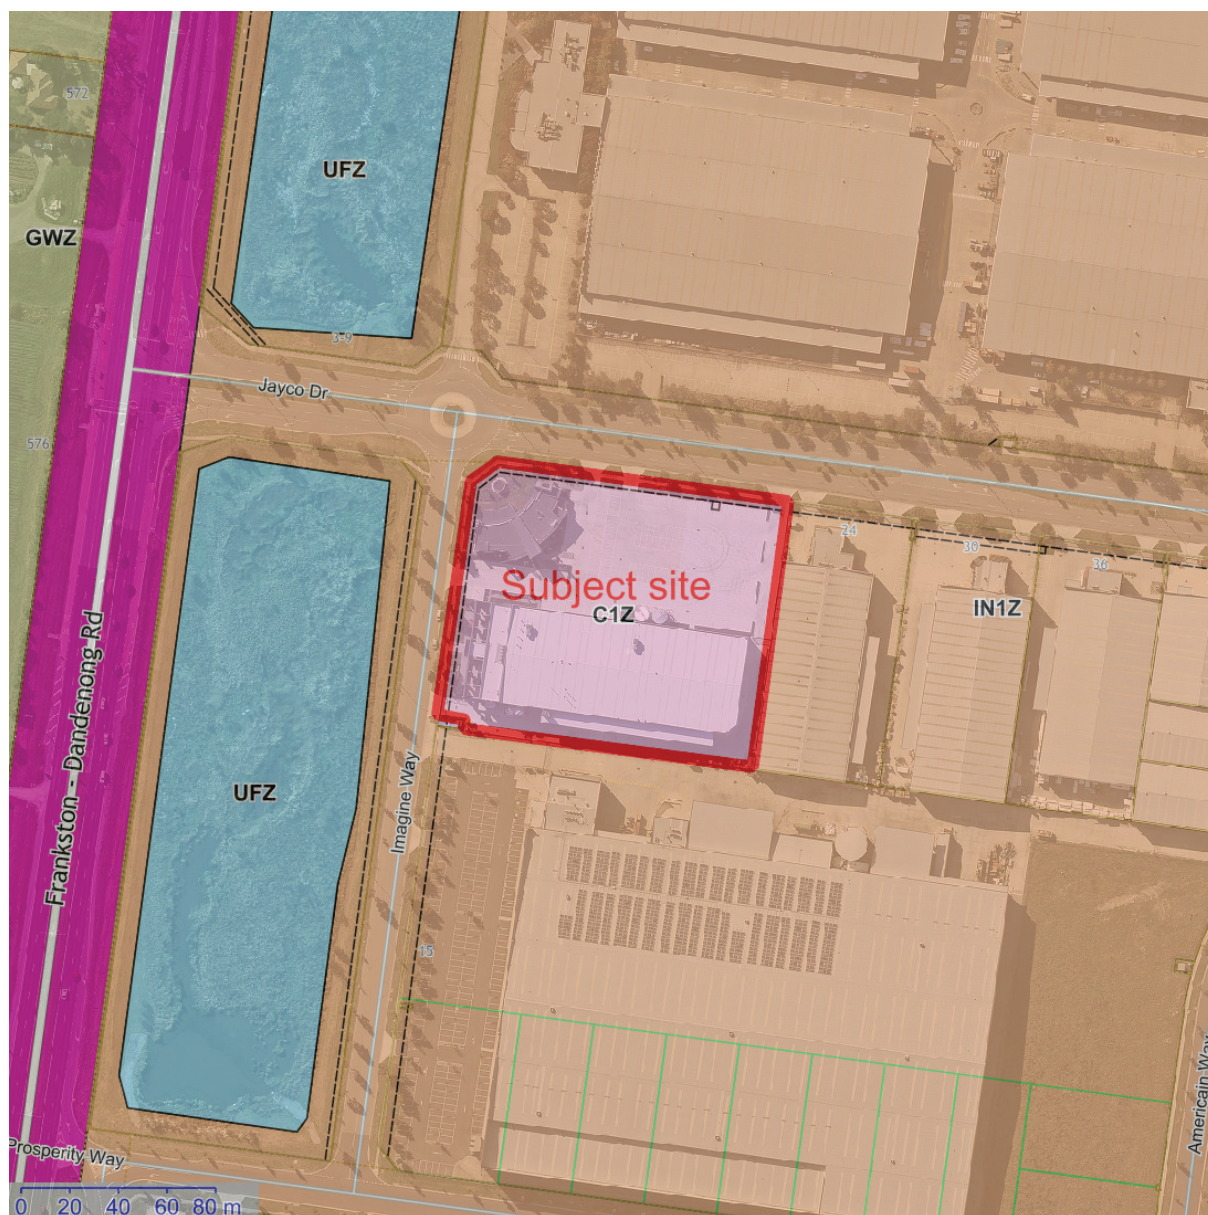 572
UFZ
GWZ
3-9
Jayco Dr
576
24
30
36
Subject site
C1Z
IN1Z
Frankston - Dandenong Rd
UFZ
Imagine Way
15
Americain Way
Prosperity Way
0 20 40 60 80 m